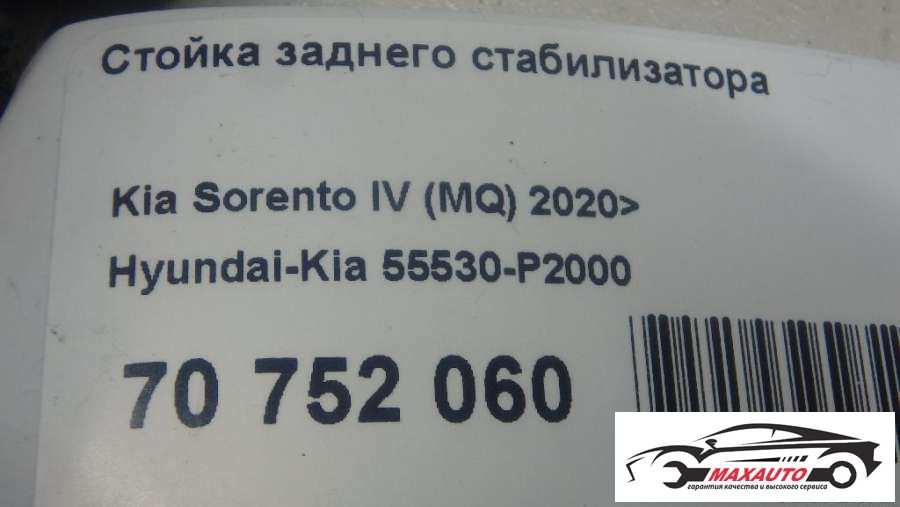 Стойка заднего стабилизатора
Kia Sorento IV (MQ) 2020>
Hyundai-Kia 55530-P2000
70 752 060
MAXAUTO
гарантия качества и высокого сервиса